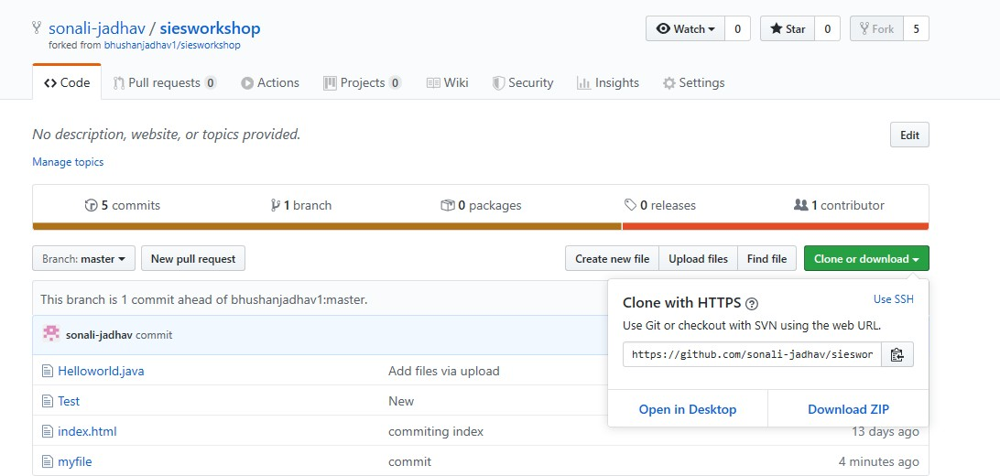 sonali-jadhav / siesworkshop
forked from bhushanjadhav1/siesworkshop
Watch 0 Star 0 Fork 5
Code Pull requests 0 Actions Projects 0 Wiki Security Insights Settings
No description, website, or topics provided. Edit
Manage topics
5 commits 1 branch 0 packages 0 releases 1 contributor
Branch: master New pull request Create new file Upload files Find file Clone or download
This branch is 1 commit ahead of bhushanjadhav1:master.
Clone with HTTPS ? Use SSH
Use Git or checkout with SVN using the web URL.
https://github.com/sonali-jadhav/sieswor
Open in Desktop Download ZIP
sonali-jadhav commit
Helloworld.java Add files via upload
Test New
index.html commiting index 13 days ago
myfile commit 4 minutes ago